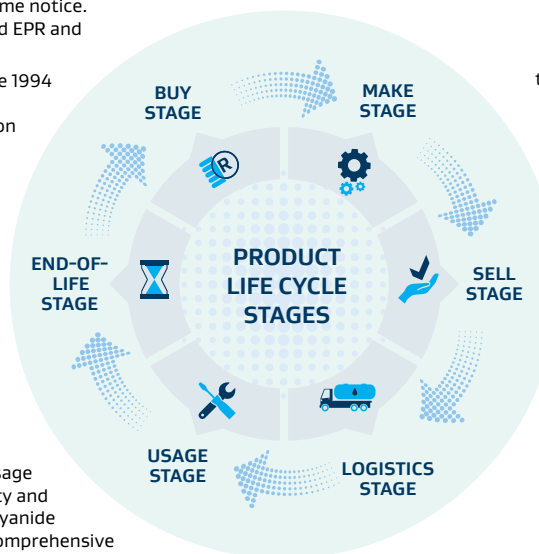 me notice.
d EPR and
e 1994
on
t
BUY
STAGE
MAKE
STAGE
SELL
STAGE
LOGISTICS
STAGE
USAGE
STAGE
END-OF-
LIFE
STAGE
R
PRODUCT
LIFE CYCLE
STAGES
sage
ty and
yanide
omprehensive